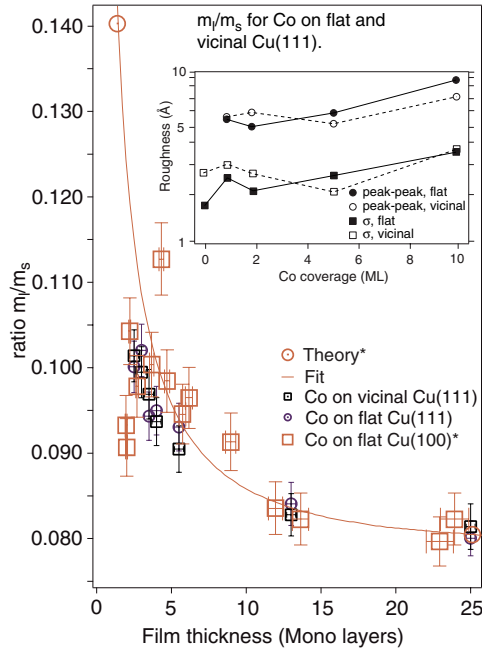 mₗ/mₛ for Co on flat and
vicinal Cu(111).
0.140
0.130
0.120
0.110
0.100
0.090
0.080
ratio mₗ/mₛ
10
5
1
Roughness (Å)
peak-peak, flat
peak-peak, vicinal
σ, flat
σ, vicinal
0 2 4 6 8 10
Co coverage (ML)
Theory*
Fit
Co on vicinal Cu(111)
Co on flat Cu(111)
Co on flat Cu(100)*
0 5 10 15 20 25
Film thickness (Mono layers)